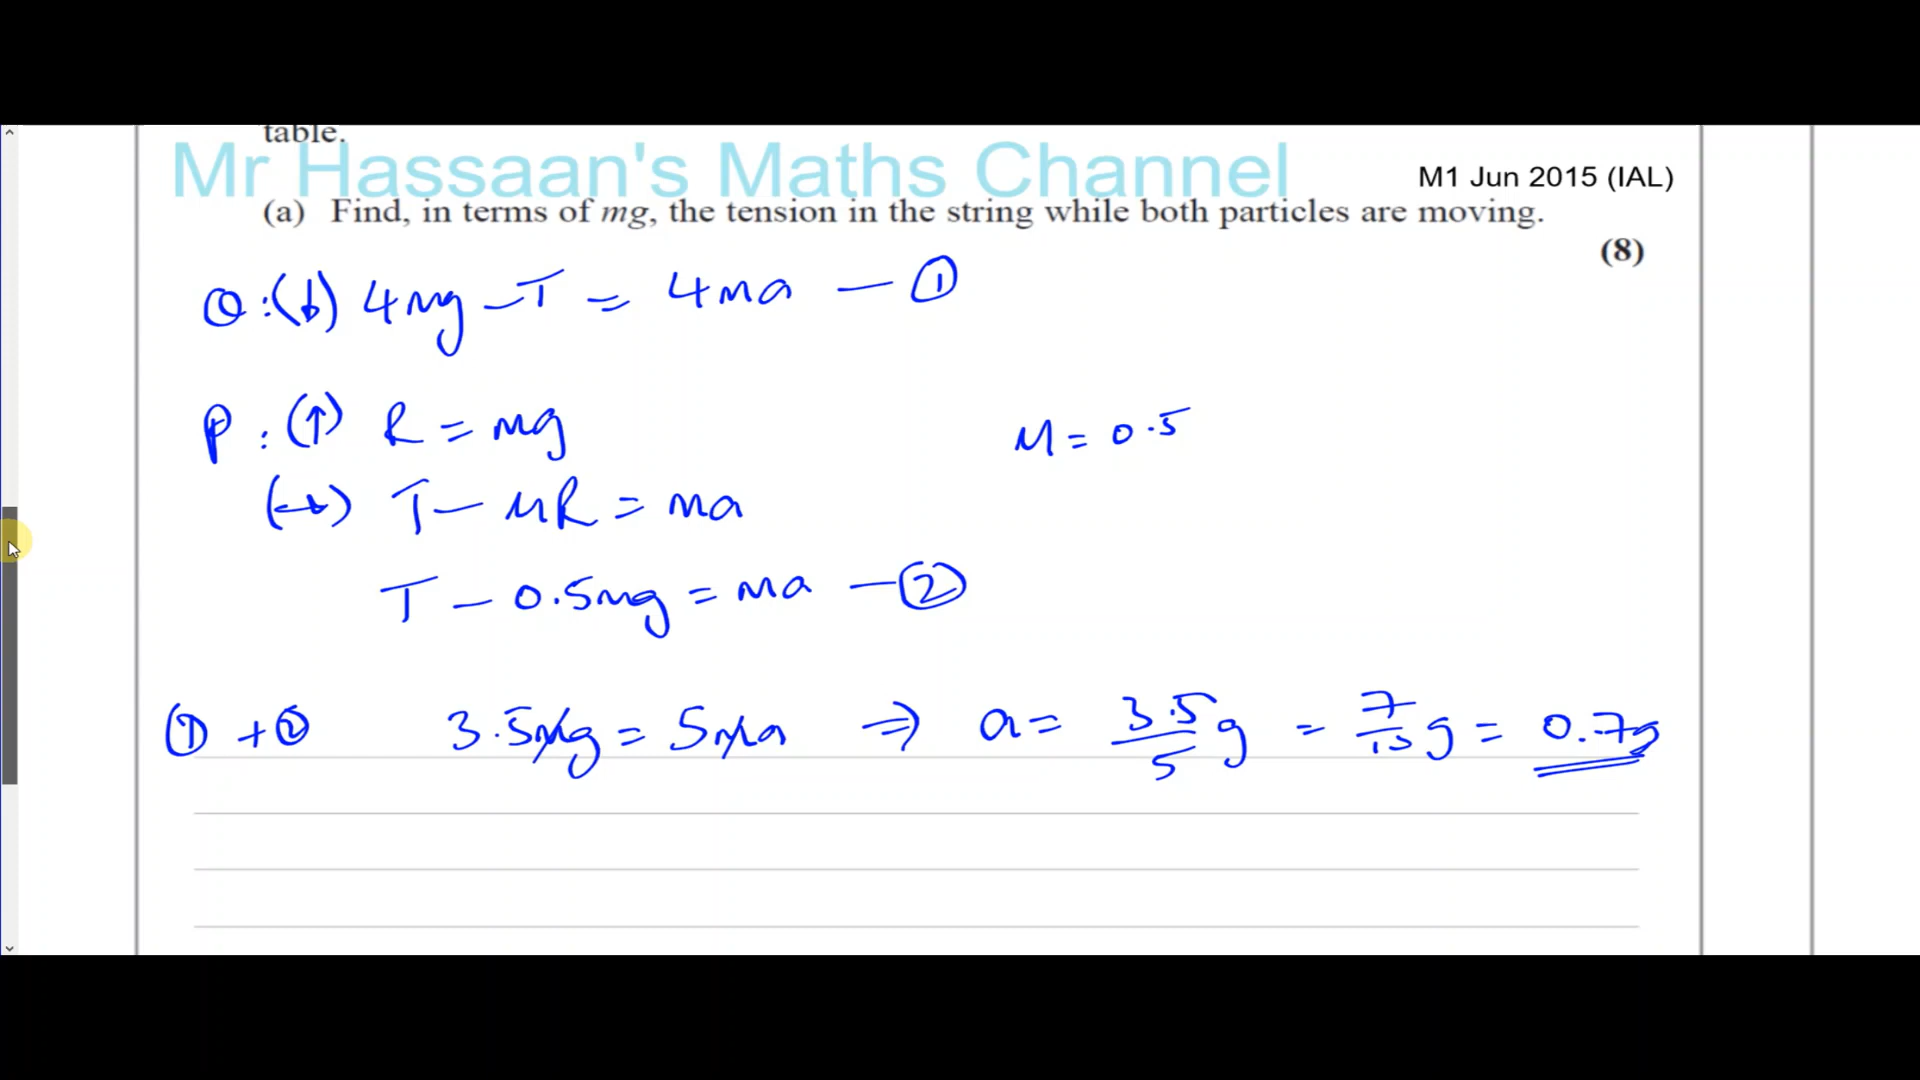 table.
Mr Hassaan's Maths Channel
M1 Jun 2015 (IAL)
(a) Find, in terms of mg, the tension in the string while both particles are moving.
(8)
Q:(↓) 4mg - T = 4ma — ①
P:(↑) R = mg
μ = 0.5
(→) T - μR = ma
T - 0.5mg = ma — ②
① + ② 3.5mg = 5ma ⇒ a = 3.5/5 g = 7/10 g = 0.7g